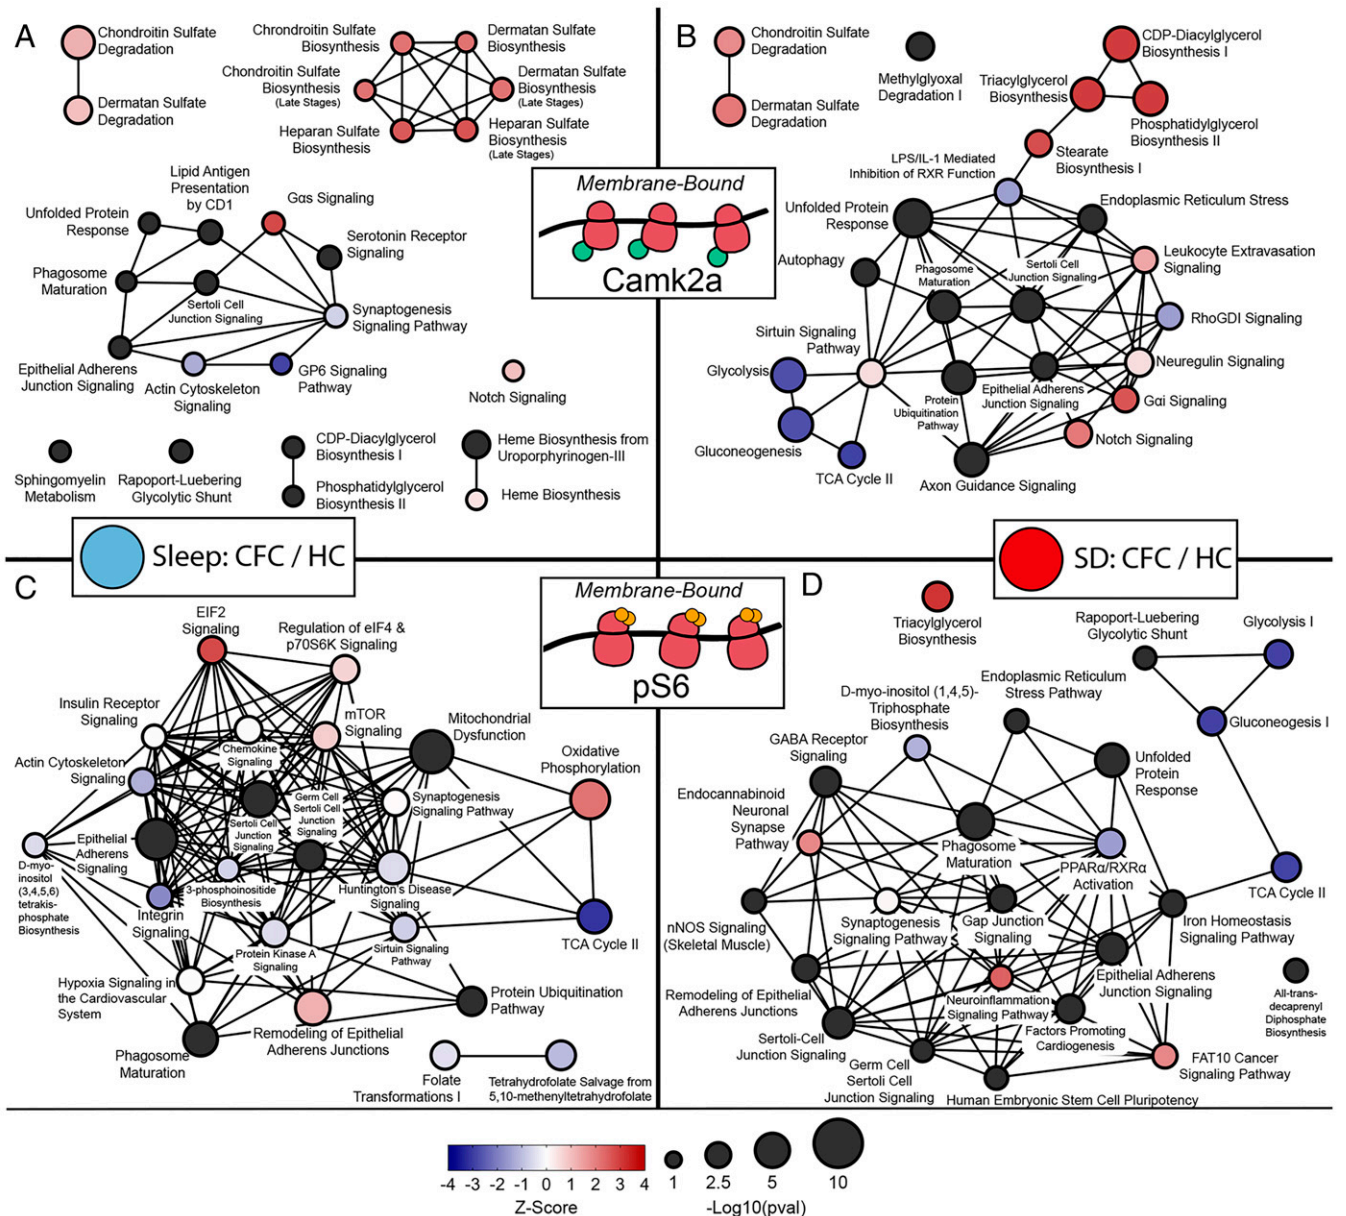 A
Chondroitin Sulfate
Degradation
Dermatan Sulfate
Degradation
Chrondroitin Sulfate
Biosynthesis
Dermatan Sulfate
Biosynthesis
Chondroitin Sulfate
Biosynthesis
(Late Stages)
Dermatan Sulfate
Biosynthesis
(Late Stages)
Heparan Sulfate
Biosynthesis
Heparan Sulfate
Biosynthesis
(Late Stages)
Lipid Antigen
Presentation
by CD1
Gαs Signaling
Unfolded Protein
Response
Serotonin Receptor
Signaling
Phagosome
Maturation
Sertoli Cell
Junction Signaling
Synaptogenesis
Signaling Pathway
Epithelial Adherens
Junction Signaling
Actin Cytoskeleton
Signaling
GP6 Signaling
Pathway
Notch Signaling
Sphingomyelin
Metabolism
Rapoport-Luebering
Glycolytic Shunt
CDP-Diacylglycerol
Biosynthesis I
Phosphatidylglycerol
Biosynthesis II
Heme Biosynthesis from
Uroporphyrinogen-III
Heme Biosynthesis
Membrane-Bound
Camk2a
B
Chondroitin Sulfate
Degradation
Dermatan Sulfate
Degradation
Methylglyoxal
Degradation I
CDP-Diacylglycerol
Biosynthesis I
Triacylglycerol
Biosynthesis
Phosphatidylglycerol
Biosynthesis II
Stearate
Biosynthesis I
LPS/IL-1 Mediated
Inhibition of RXR Function
Unfolded Protein
Response
Endoplasmic Reticulum Stress
Autophagy
Phagosome
Maturation
Sertoli Cell
Junction Signaling
Leukocyte Extravasation
Signaling
RhoGDI Signaling
Sirtuin Signaling
Pathway
Glycolysis
Neuregulin Signaling
Protein
Ubiquitination
Pathway
Epithelial Adherens
Junction Signaling
Gαi Signaling
Notch Signaling
Gluconeogenesis
TCA Cycle II
Axon Guidance Signaling
Sleep: CFC / HC
SD: CFC / HC
C
EIF2
Signaling
Regulation of eIF4 &
p70S6K Signaling
Insulin Receptor
Signaling
Chemokine
Signaling
mTOR
Signaling
Mitochondrial
Dysfunction
Oxidative
Phosphorylation
Actin Cytoskeleton
Signaling
Germ Cell
Sertoli Cell
Junction
Signaling
Synaptogenesis
Signaling Pathway
Sertoli Cell
Junction
Signaling
Epithelial
Adherens
Signaling
D-myo-
inositol
(3,4,5,6)
tetrakis-
phosphate
Biosynthesis
3-phosphoinositide
Biosynthesis
Huntington's Disease
Signaling
Integrin
Signaling
Protein Kinase A
Signaling
Sirtuin Signaling
Pathway
TCA Cycle II
Hypoxia Signaling in
the Cardiovascular
System
Protein Ubiquitination
Pathway
Phagosome
Maturation
Remodeling of Epithelial
Adherens Junctions
Folate
Transformations I
Tetrahydrofolate Salvage from
5,10-methenyltetrahydrofolate
Membrane-Bound
pS6
D
Triacylglycerol
Biosynthesis
Rapoport-Luebering
Glycolytic Shunt
Glycolysis I
Endoplasmic Reticulum
Stress Pathway
D-myo-inositol (1,4,5)-
Triphosphate
Biosynthesis
Gluconeogesis I
GABA Receptor
Signaling
Unfolded
Protein
Response
Endocannabinoid
Neuronal
Synapse
Pathway
Phagosome
Maturation
PPARα/RXRα
Activation
TCA Cycle II
nNOS Signaling
(Skeletal Muscle)
Synaptogenesis
Signaling Pathway
Gap Junction
Signaling
Iron Homeostasis
Signaling Pathway
Remodeling of Epithelial
Adherens Junctions
Neuroinflammation
Signaling Pathway
Epithelial Adherens
Junction Signaling
All-trans-
decaprenyl
Diphosphate
Biosynthesis
Sertoli-Cell
Junction Signaling
Factors Promoting
Cardiogenesis
Germ Cell
Sertoli Cell
Junction Signaling
FAT10 Cancer
Signaling Pathway
Human Embryonic Stem Cell Pluripotency
-4 -3 -2 -1 0 1 2 3 4
Z-Score
1 2.5 5 10
-Log10(pval)